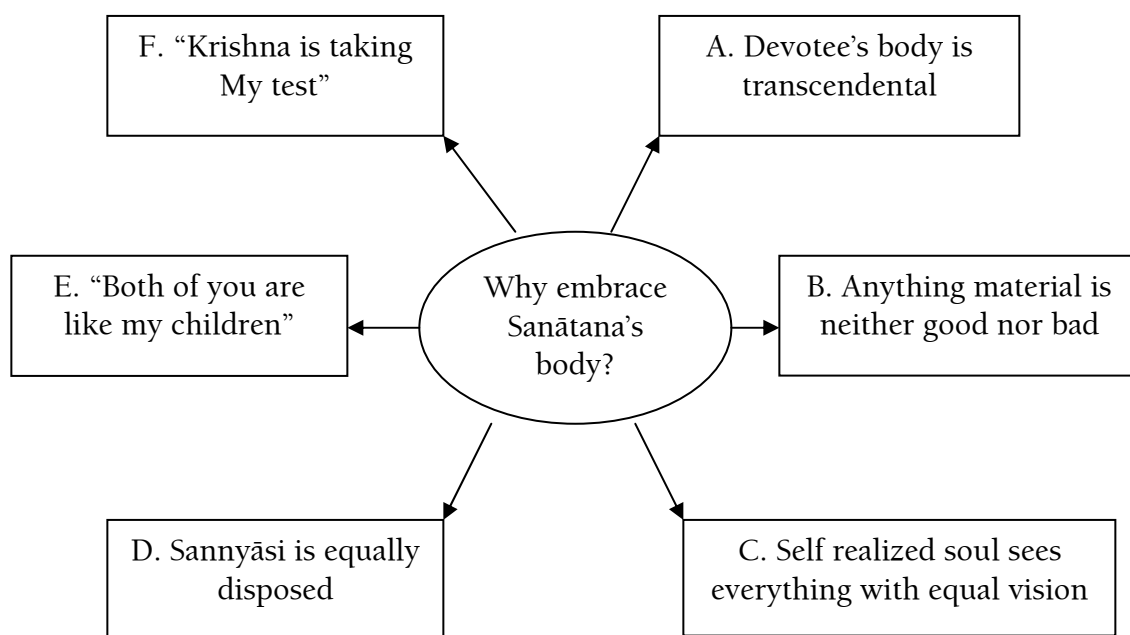 F. “Krishna is taking
My test”
A. Devotee’s body is
transcendental
E. “Both of you are
like my children”
Why embrace
Sanātana’s
body?
B. Anything material is
neither good nor bad
D. Sannyāsi is equally
disposed
C. Self realized soul sees
everything with equal vision